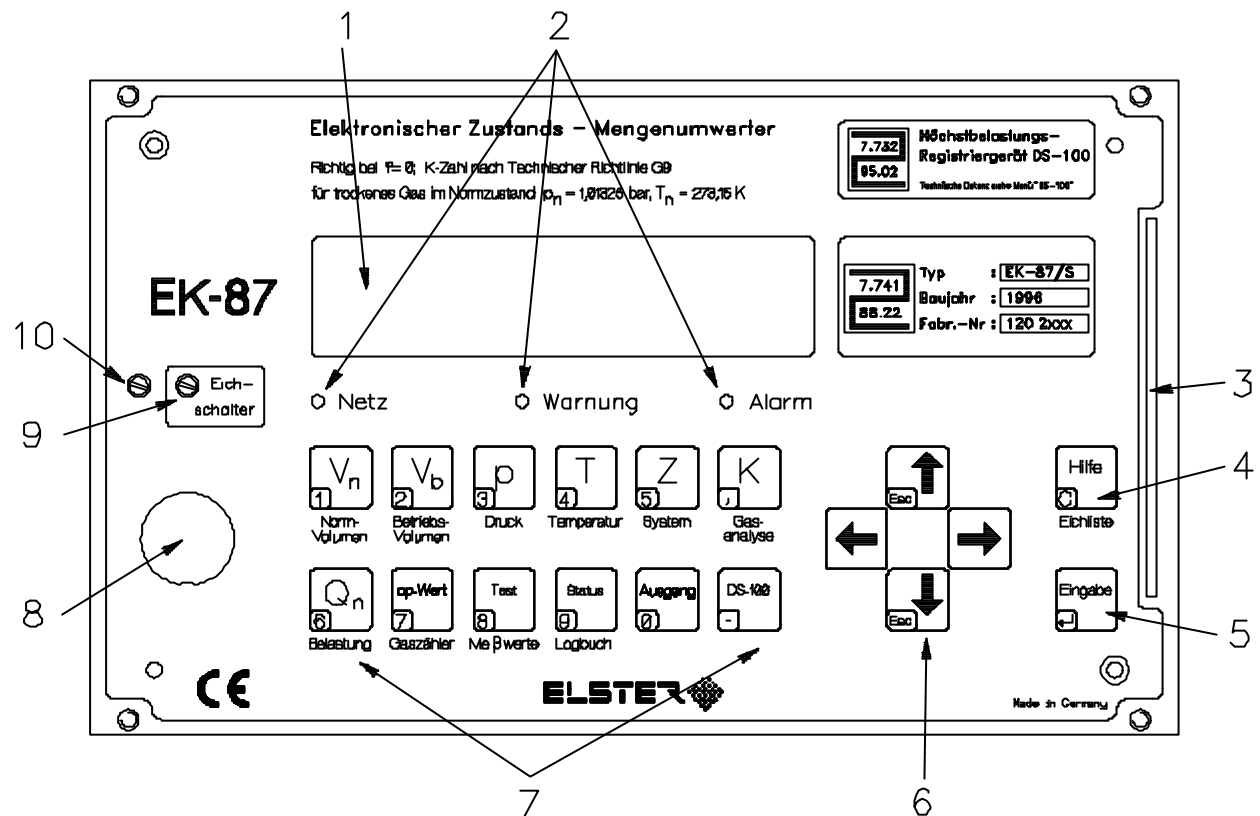 1
2
Elektronischer Zustands – Mengenumwerter
Richtig bei f= 0; K-Zahl nach Technischer Richtlinie G9
für trockenes Gas im Normzustand pn = 1,01325 bar, Tn = 273,15 K
7.732
95.02
Höchstbelastungs-
Registriergerät DS-100
Technische Daten: siehe Menü "DS-100"
EK-87
7.741
88.22
Typ : EK-87/S
Baujahr : 1996
Fabr.-Nr : 120 2xxx
10
Eich-
schalter
9
Netz
Warnung
Alarm
3
Vn
1
Norm-
Volumen
Vb
2
Betriebs-
Volumen
p
3
Druck
T
4
Temperatur
Z
5
System
K
,
Gas-
analyse
Esc
Hilfe
Eichliste
4
8
Qn
6
Belastung
cp-Wert
7
Gaszähler
Test
8
Meβwerte
Status
9
Logbuch
Ausgang
0
DS-100
-
Esc
Eingabe
5
CE
ELSTER
Made in Germany
7
6